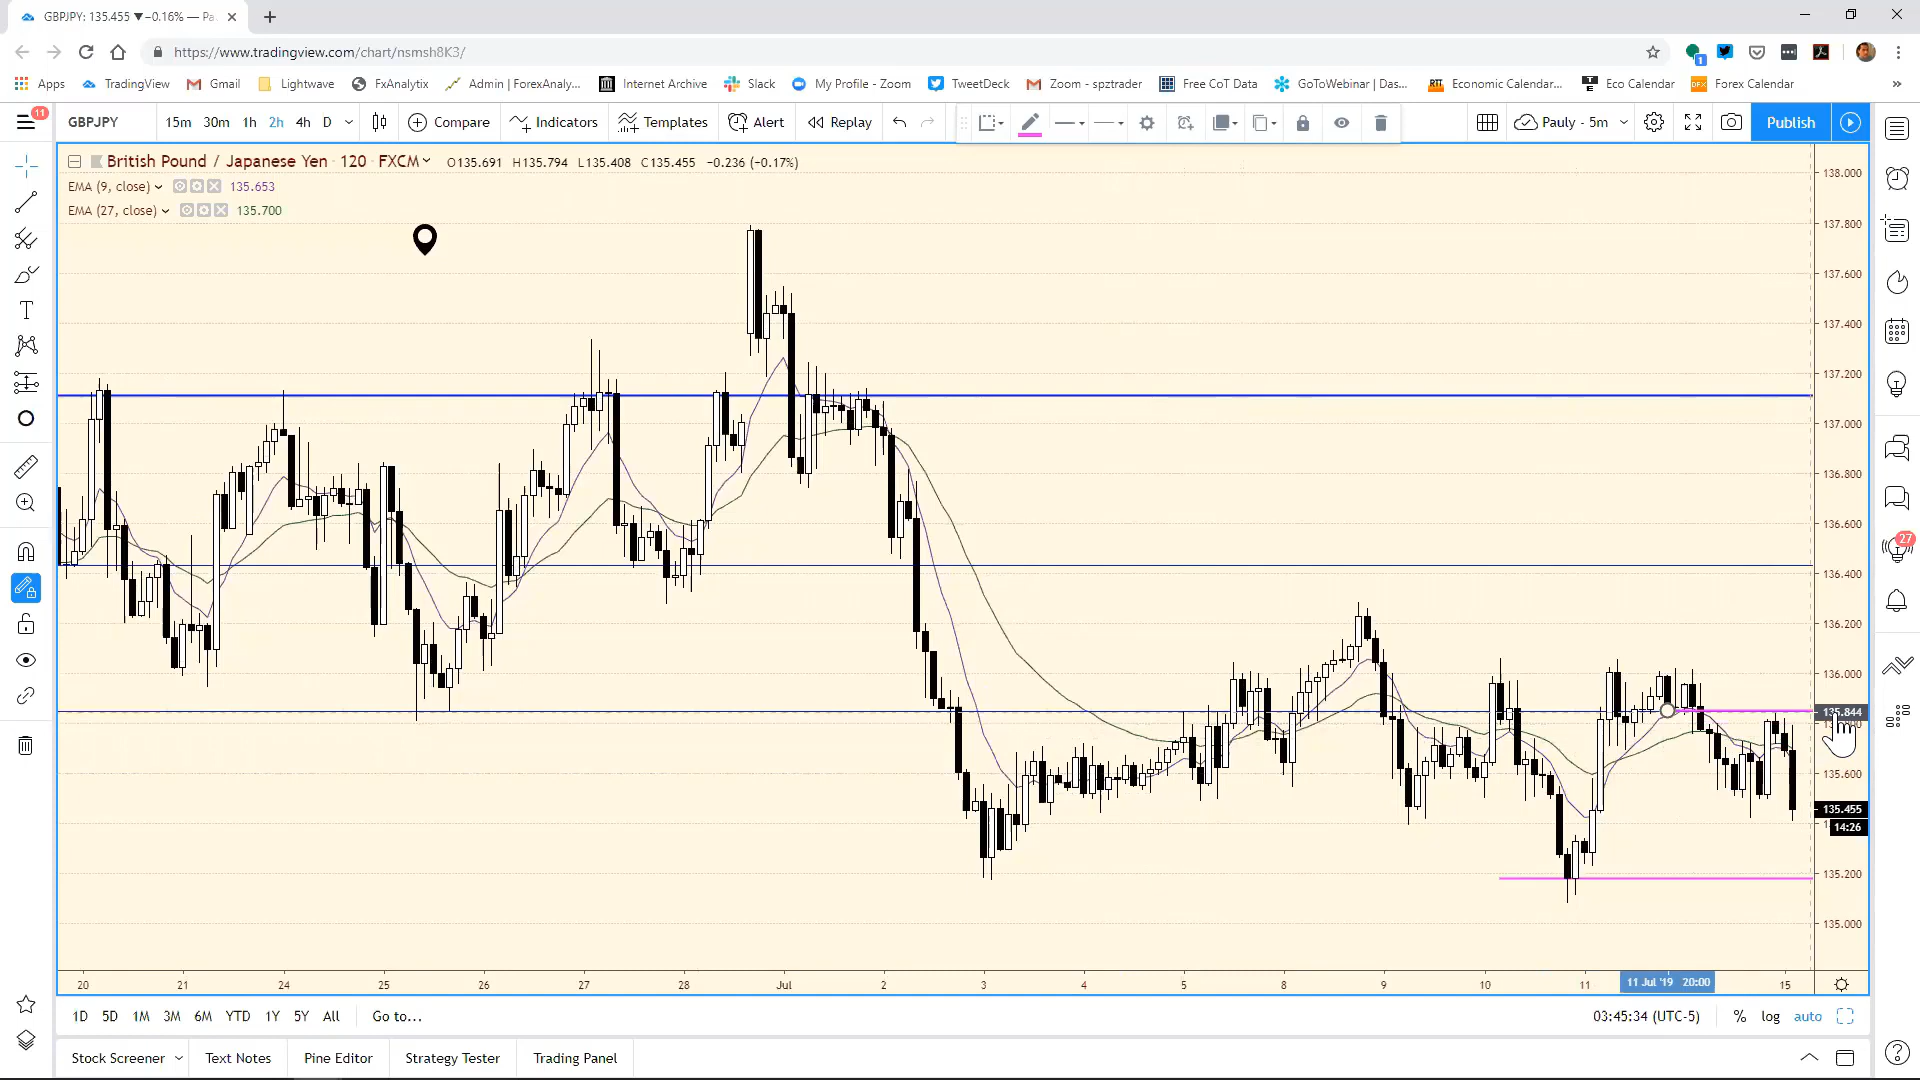 GBPJPY: 135.455 ▼−0.16% — Pa
https://www.tradingview.com/chart/nsmsh8K3/
1
Apps TradingView Gmail Lightwave FxAnalytix Admin | ForexAnaly... Internet Archive Slack My Profile - Zoom TweetDeck Zoom - spztrader Free CoT Data GoToWebinar | Das... RTT Economic Calendar... Eco Calendar DFX Forex Calendar »
11 GBPJPY 15m 30m 1h 2h 4h D Compare Indicators Templates Alert Replay Pauly - 5m Publish
British Pound / Japanese Yen · 120 · FXCM O135.691 H135.794 L135.408 C135.455 −0.236 (−0.17%)
EMA (9, close) 135.653
EMA (27, close) 135.700
138.000
137.800
137.600
137.400
137.200
137.000
136.800
136.600
27
136.400
136.200
136.000
135.844
135.600
135.455
14:26
135.200
135.000
20 21 24 25 26 27 28 Jul 2 3 4 5 8 9 10 11 11 Jul '19 20:00 15
1D 5D 1M 3M 6M YTD 1Y 5Y All Go to... 03:45:34 (UTC-5) % log auto
Stock Screener Text Notes Pine Editor Strategy Tester Trading Panel